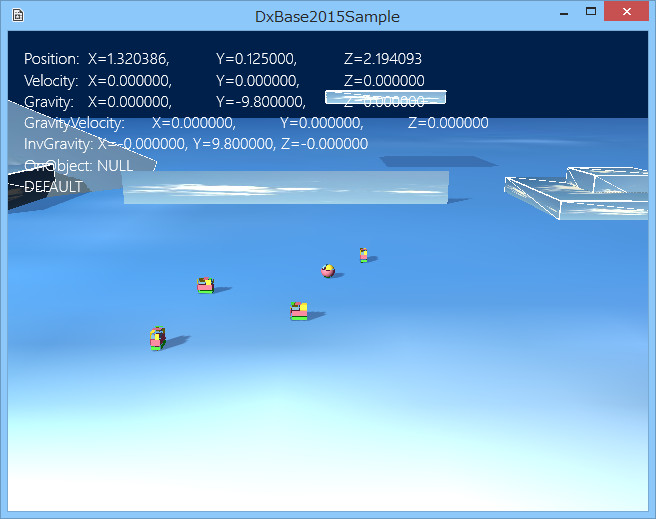 DxBase2015Sample
Position: X=1.320386, Y=0.125000, Z=2.194093
Velocity: X=0.000000, Y=0.000000, Z=0.000000
Gravity: X=0.000000, Y=-9.800000, Z=0.000000
GravityVelocity: X=0.000000, Y=0.000000, Z=0.000000
InvGravity: X=-0.000000, Y=9.800000, Z=-0.000000
OnObject: NULL
DEFAULT